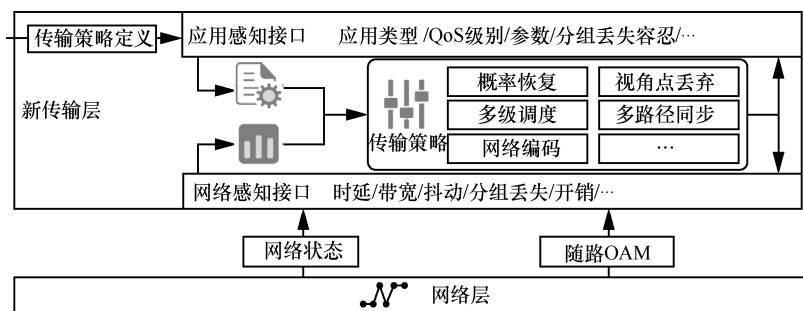 传输策略定义
应用感知接口 应用类型/QoS级别/参数/分组丢失容忍/···
新传输层
传输策略
概率恢复
视角点丢弃
多级调度
多路径同步
网络编码
···
网络感知接口 时延/带宽/抖动/分组丢失/开销/···
网络状态
随路OAM
网络层